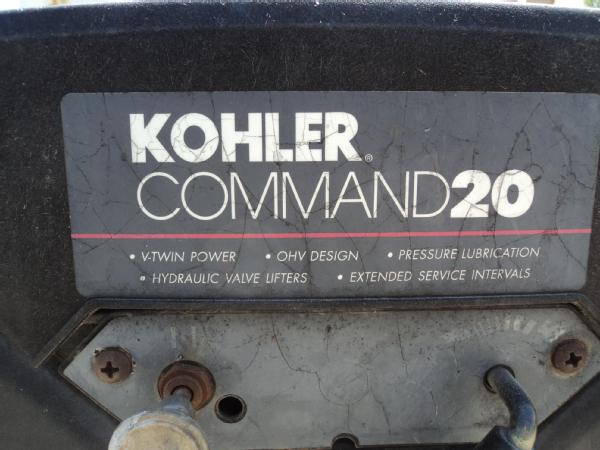 KOHLER®
COMMAND20
• V-TWIN POWER • OHV DESIGN • PRESSURE LUBRICATION
• HYDRAULIC VALVE LIFTERS • EXTENDED SERVICE INTERVALS